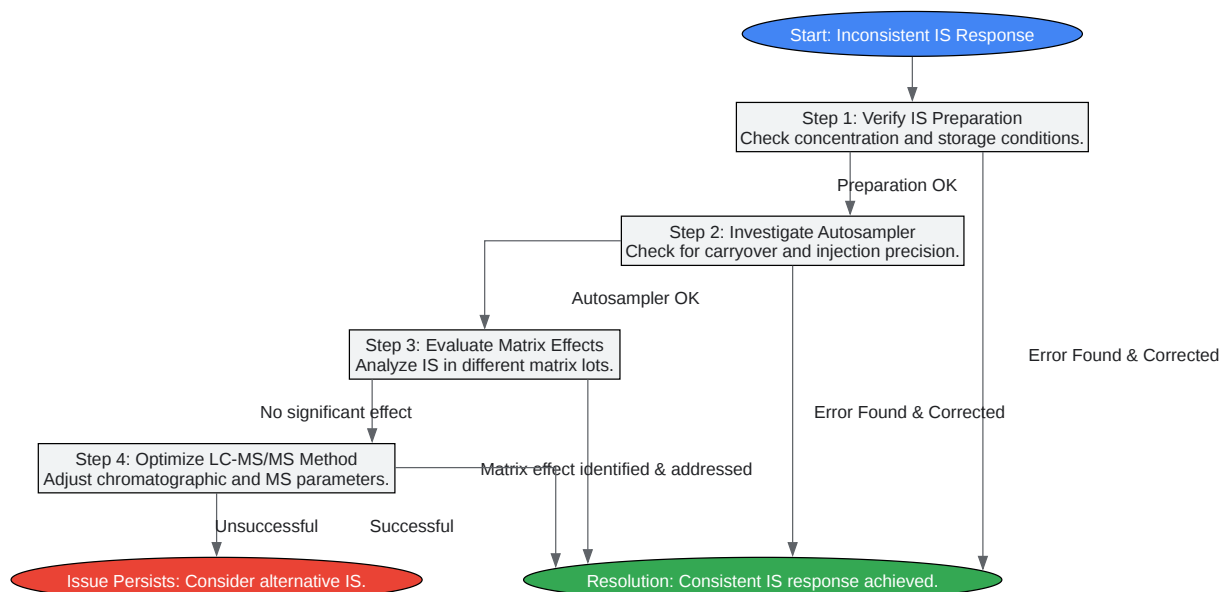 Start: Inconsistent IS Response
Step 1: Verify IS Preparation
Check concentration and storage conditions.
Preparation OK
Step 2: Investigate Autosampler
Check for carryover and injection precision.
Autosampler OK
Step 3: Evaluate Matrix Effects
Analyze IS in different matrix lots.
Error Found & Corrected
No significant effect
Error Found & Corrected
Step 4: Optimize LC-MS/MS Method
Adjust chromatographic and MS parameters.
Matrix effect identified & addressed
Unsuccessful
Successful
Issue Persists: Consider alternative IS.
Resolution: Consistent IS response achieved.